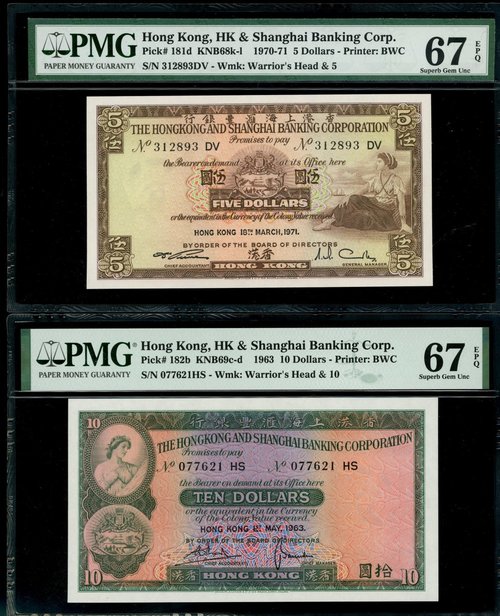 PMG
PAPER MONEY GUARANTY
Hong Kong, HK & Shanghai Banking Corp.
Pick# 181d KNB68k-l 1970-71 5 Dollars - Printer: BWC
S/N 312893DV - Wmk: Warrior's Head & 5
67 EPQ
Superb Gem Unc
5 5
行銀豐滙海上港香
THE HONGKONG AND SHANGHAI BANKING CORPORATION
Promises to pay
No 312893 DV No 312893 DV
the Bearer on demand at its Office here
伍 圓 伍 伍
FIVE DOLLARS
or the equivalent in the Currency of the Colony, Value received
HONG KONG 18TH MARCH, 1971.
BY ORDER OF THE BOARD OF DIRECTORS
伍 伍
港香
5 CHIEF ACCOUNTANT HONG KONG GENERAL MANAGER 5
PMG
PAPER MONEY GUARANTY
Hong Kong, HK & Shanghai Banking Corp.
Pick# 182b KNB69c-d 1963 10 Dollars - Printer: BWC
S/N 077621HS - Wmk: Warrior's Head & 10
67 EPQ
Superb Gem Unc
10 行銀豐滙海上港香 10
THE HONGKONG AND SHANGHAI BANKING CORPORATION
Promises to pay
No 077621 HS No 077621 HS
the Bearer on demand at its Office here
TEN DOLLARS
or the equivalent in the Currency
of the Colony, Value received.
HONG KONG 1ST MAY, 1963.
BY ORDER OF THE BOARD OF DIRECTORS
CHIEF ACCOUNTANT
10 港香 HONG KONG 圓拾 10